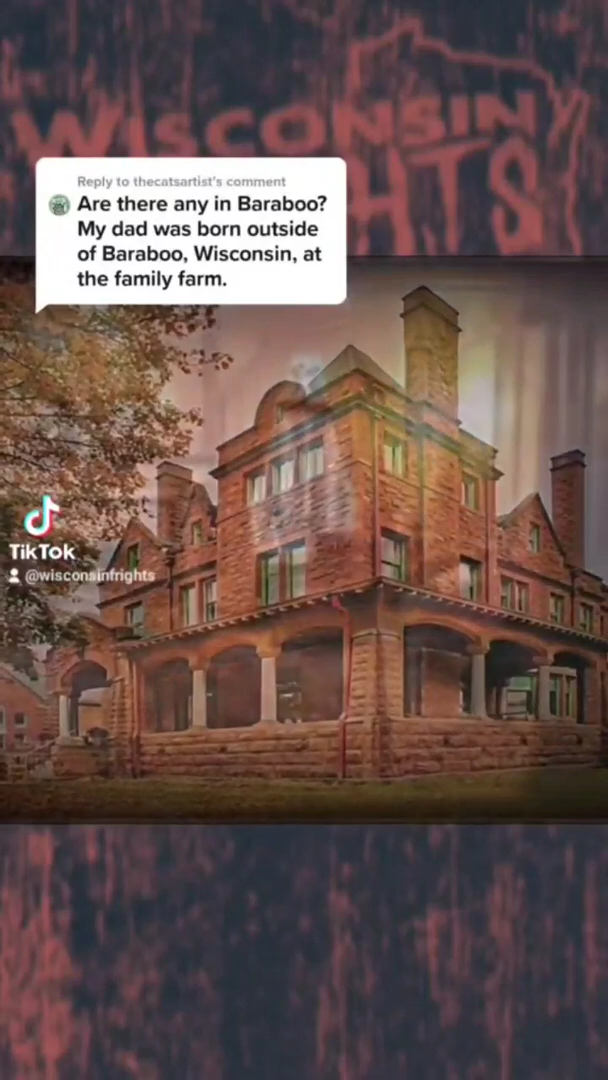 WISCONSIN
HTS
Reply to thecatsartist's comment
Are there any in Baraboo?
My dad was born outside
of Baraboo, Wisconsin, at
the family farm.
TikTok
@wisconsinfrights